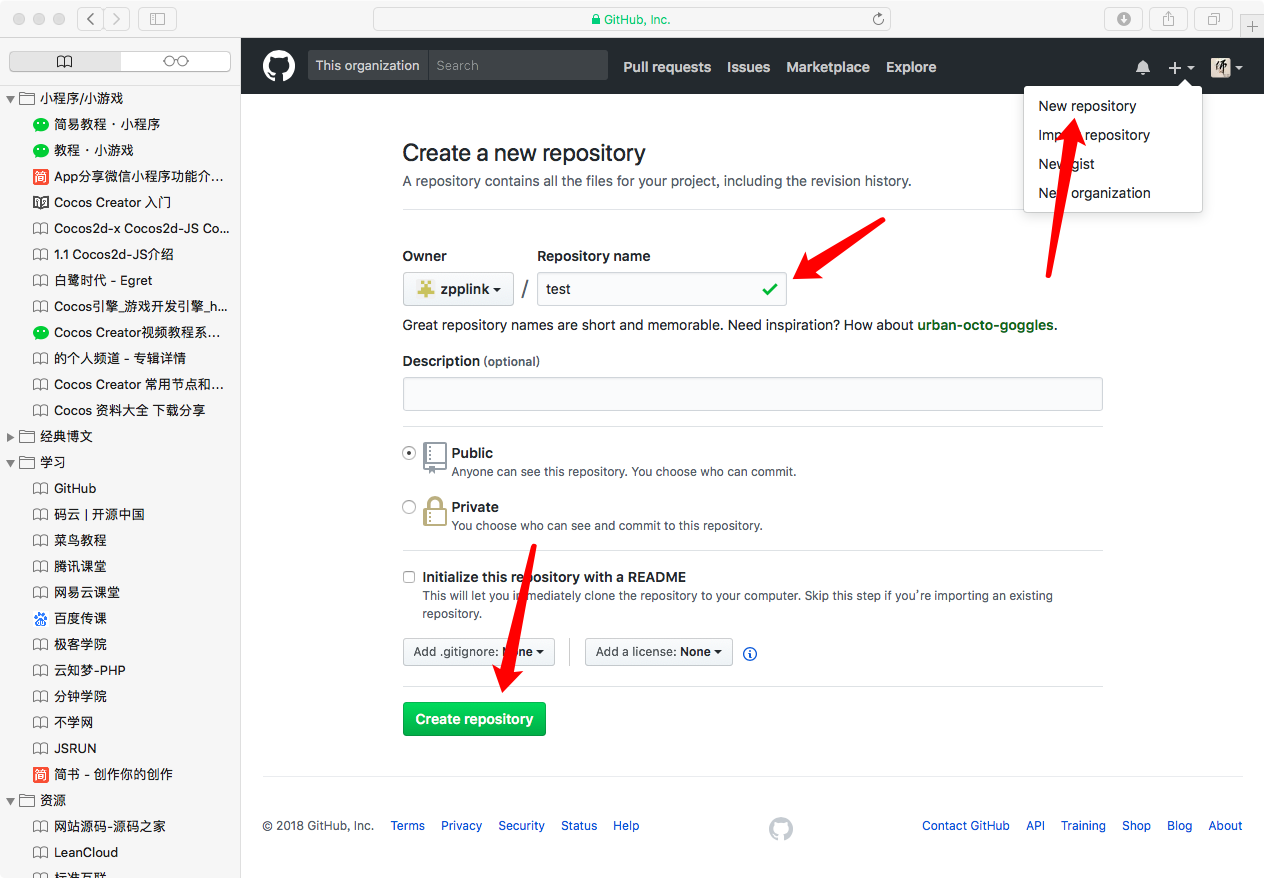 GitHub, Inc.
小程序/小游戏
简易教程・小程序
教程・小游戏
App分享微信小程序功能介...
Cocos Creator 入门
Cocos2d-x Cocos2d-JS Co...
1.1 Cocos2d-JS介绍
白鹭时代 - Egret
Cocos引擎_游戏开发引擎_h...
Cocos Creator视频教程系...
的个人频道 - 专辑详情
Cocos Creator 常用节点和...
Cocos 资料大全 下载分享
经典博文
学习
GitHub
码云 | 开源中国
菜鸟教程
腾讯课堂
网易云课堂
百度传课
极客学院
云知梦-PHP
分钟学院
不学网
JSRUN
简书 - 创作你的创作
资源
网站源码-源码之家
LeanCloud
This organization Search Pull requests Issues Marketplace Explore
New repository
repository
gist
organization
Create a new repository
A repository contains all the files for your project, including the revision history.
Owner Repository name
zpplink / test
Great repository names are short and memorable. Need inspiration? How about urban-octo-goggles.
Description (optional)
Public
Anyone can see this repository. You choose who can commit.
Private
You choose who can see and commit to this repository.
Initialize this repository with a README
This will let you immediately clone the repository to your computer. Skip this step if you're importing an existing
repository.
Add .gitignore: None Add a license: None
Create repository
© 2018 GitHub, Inc. Terms Privacy Security Status Help Contact GitHub API Training Shop Blog About